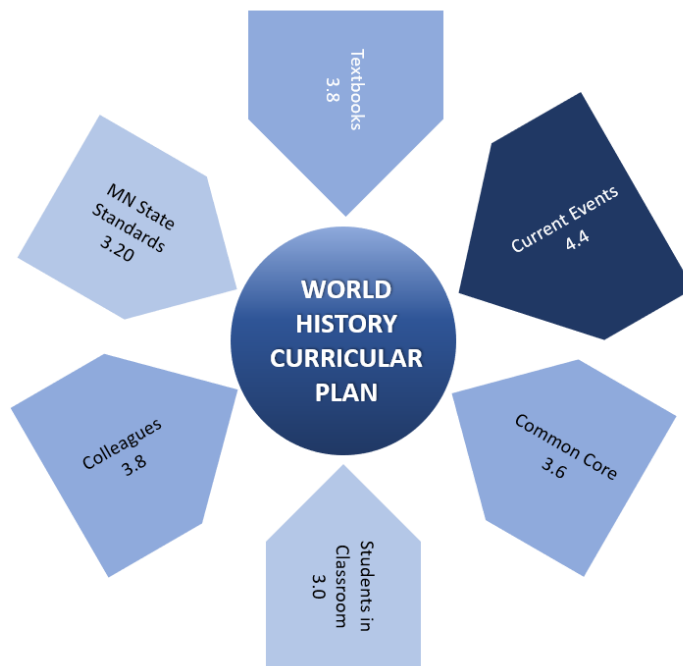 Textbooks
3.8
Current Events
4.4
MN State
Standards
3.20
WORLD
HISTORY
CURRICULAR
PLAN
Colleagues
3.8
Common Core
3.6
Students in
Classroom
3.0